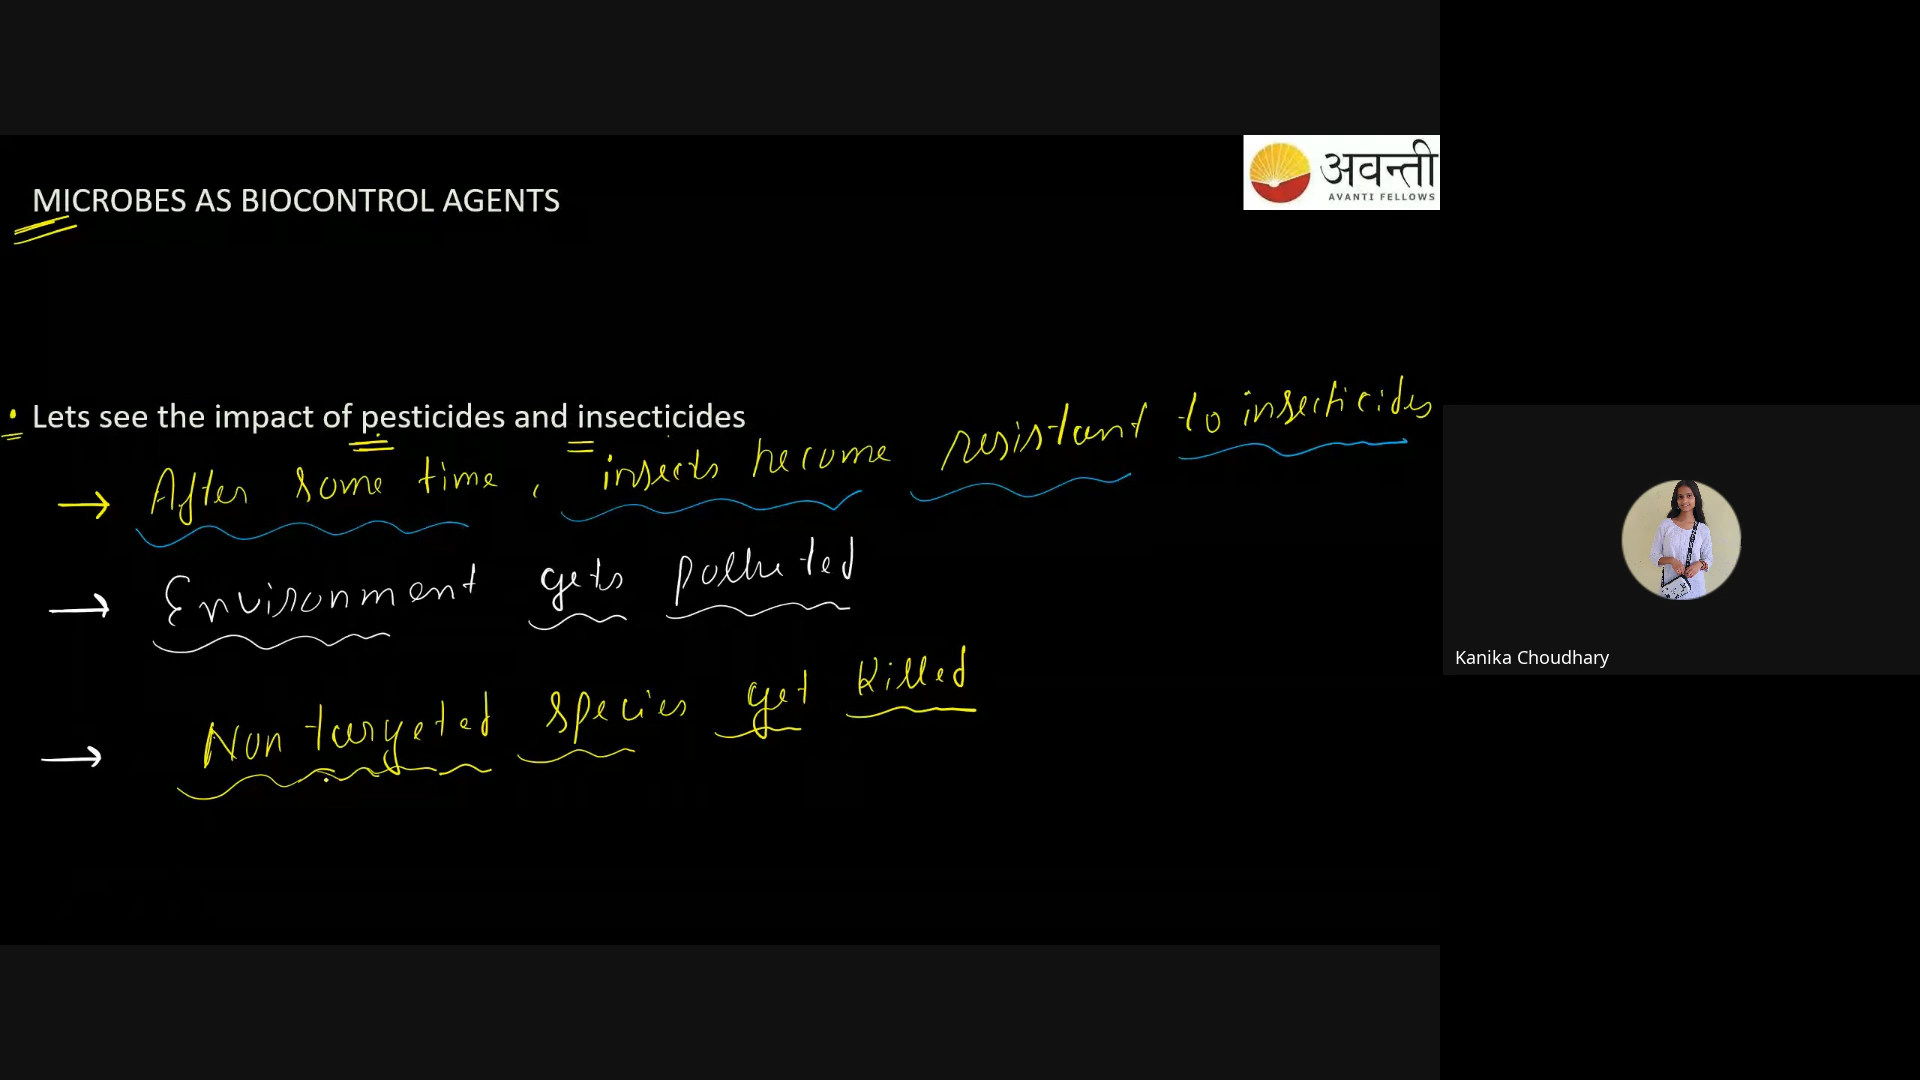 MICROBES AS BIOCONTROL AGENTS
अवन्ती
AVANTI FELLOWS
Lets see the impact of pesticides and insecticides
→ After some time, insects become resistant to insecticides
→ Environment gets polluted
→ Non targeted species get killed
Kanika Choudhary